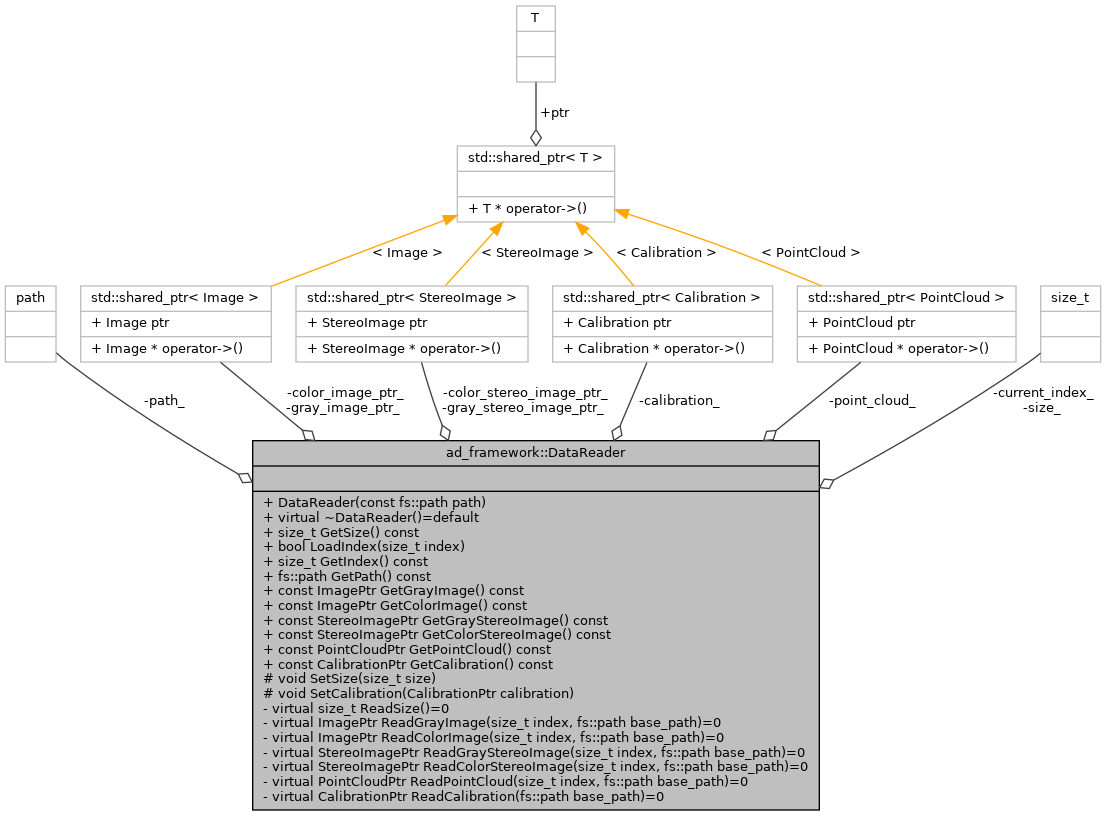 T
+ptr
std::shared_ptr< T >
+ T * operator->()
< Image >
< StereoImage >
< Calibration >
< PointCloud >
path
std::shared_ptr< Image >
+ Image ptr
+ Image * operator->()
std::shared_ptr< StereoImage >
+ StereoImage ptr
+ StereoImage * operator->()
std::shared_ptr< Calibration >
+ Calibration ptr
+ Calibration * operator->()
std::shared_ptr< PointCloud >
+ PointCloud ptr
+ PointCloud * operator->()
size_t
-path_
-color_image_ptr_
-gray_image_ptr_
-color_stereo_image_ptr_
-gray_stereo_image_ptr_
-calibration_
-point_cloud_
-current_index_
-size_
ad_framework::DataReader
+ DataReader(const fs::path path)
+ virtual ~DataReader()=default
+ size_t GetSize() const
+ bool LoadIndex(size_t index)
+ size_t GetIndex() const
+ fs::path GetPath() const
+ const ImagePtr GetGrayImage() const
+ const ImagePtr GetColorImage() const
+ const StereoImagePtr GetGrayStereoImage() const
+ const StereoImagePtr GetColorStereoImage() const
+ const PointCloudPtr GetPointCloud() const
+ const CalibrationPtr GetCalibration() const
# void SetSize(size_t size)
# void SetCalibration(CalibrationPtr calibration)
- virtual size_t ReadSize()=0
- virtual ImagePtr ReadGrayImage(size_t index, fs::path base_path)=0
- virtual ImagePtr ReadColorImage(size_t index, fs::path base_path)=0
- virtual StereoImagePtr ReadGrayStereoImage(size_t index, fs::path base_path)=0
- virtual StereoImagePtr ReadColorStereoImage(size_t index, fs::path base_path)=0
- virtual PointCloudPtr ReadPointCloud(size_t index, fs::path base_path)=0
- virtual CalibrationPtr ReadCalibration(fs::path base_path)=0